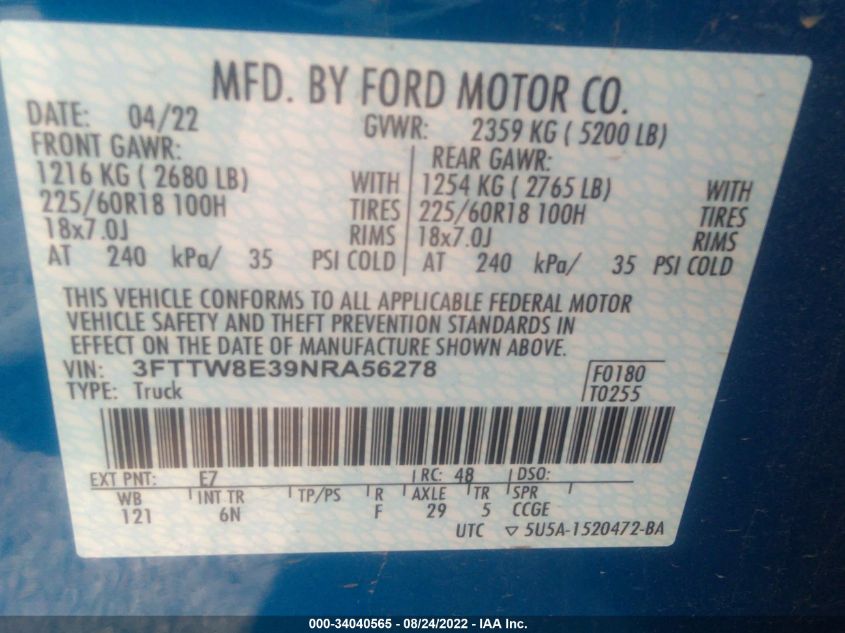 MFD. BY FORD MOTOR CO.
DATE: 04/22 GVWR: 2359 KG ( 5200 LB)
FRONT GAWR: REAR GAWR:
1216 KG ( 2680 LB) WITH 1254 KG ( 2765 LB) WITH
225/60R18 100H TIRES 225/60R18 100H TIRES
18x7.0J RIMS 18x7.0J RIMS
AT 240 kPa/ 35 PSI COLD AT 240 kPa/ 35 PSI COLD
THIS VEHICLE CONFORMS TO ALL APPLICABLE FEDERAL MOTOR
VEHICLE SAFETY AND THEFT PREVENTION STANDARDS IN
EFFECT ON THE DATE OF MANUFACTURE SHOWN ABOVE.
VIN: 3FTTW8E39NRA56278 F0180
TYPE: Truck T0255
EXT PNT: E7 RC: 48 DSO:
WB INT TR TP/PS R AXLE TR SPR
121 6N F 29 5 CCGE
UTC ▽ 5U5A-1520472-BA
000-34040565 - 08/24/2022 - IAA Inc.